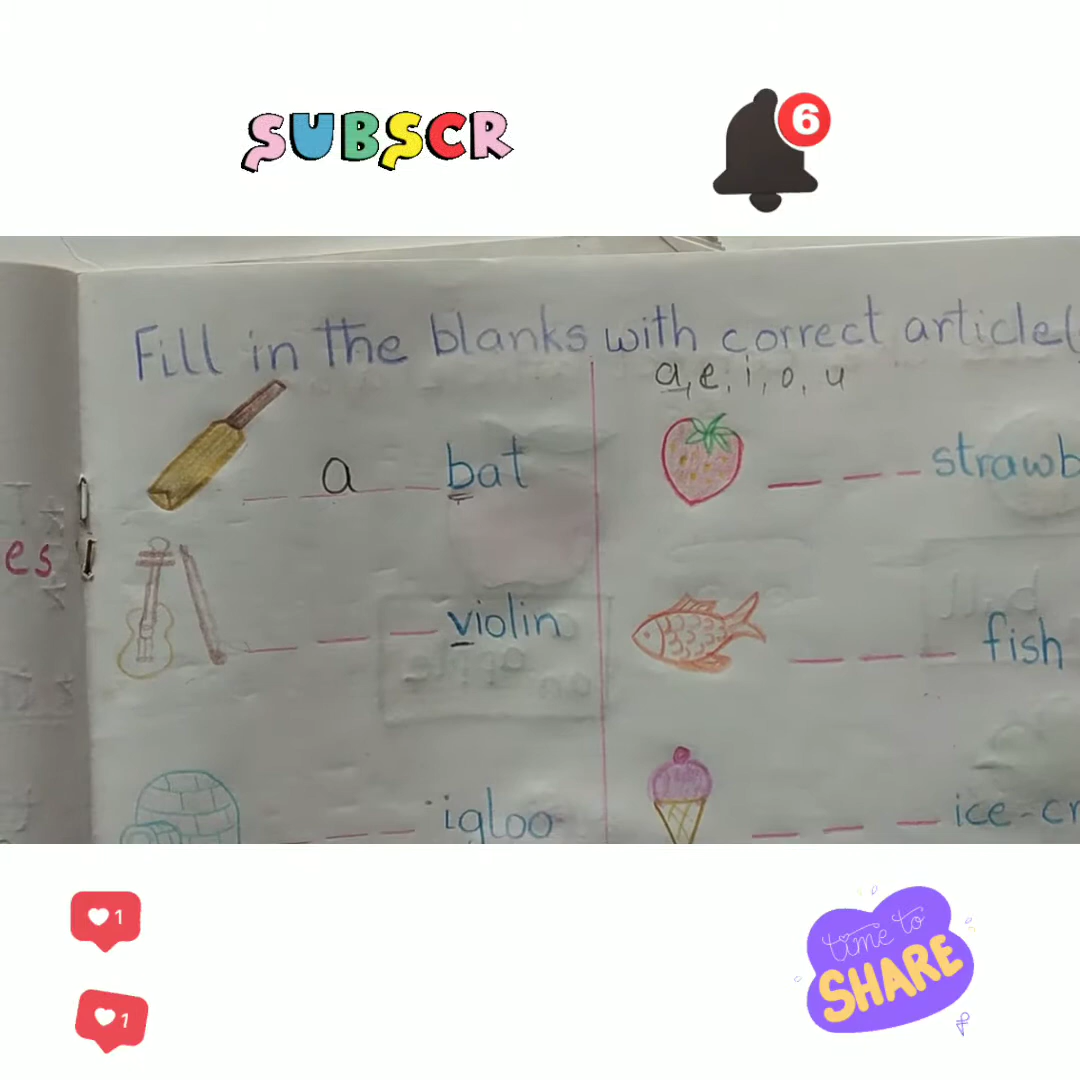 SUBSCR
6
Fill in the blanks with correct article(
a, e, i, o, u
a bat
strawb
es
violin
fish
igloo
ice-cr
1
1
time to
SHARE